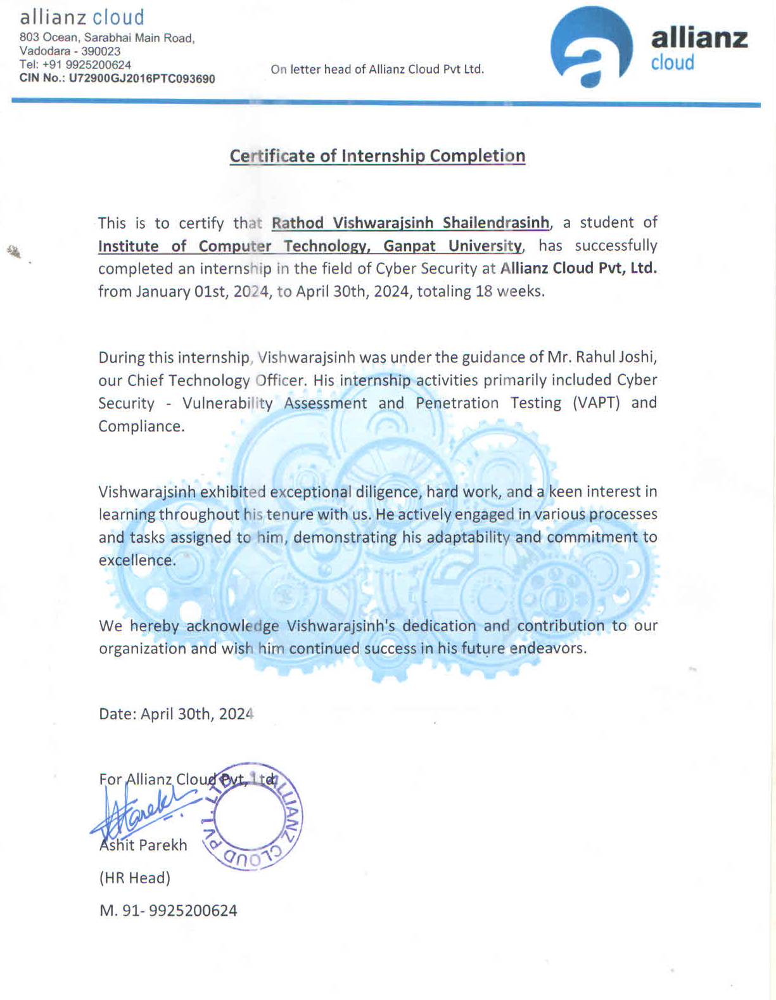 allianz cloud
803 Ocean, Sarabhai Main Road,
Vadodara - 390023
Tel: +91 9925200624
CIN No.: U72900GJ2016PTC093690
On letter head of Allianz Cloud Pvt Ltd.
allianz
cloud
Certificate of Internship Completion
This is to certify that Rathod Vishwarajsinh Shailendrasinh, a student of
Institute of Computer Technology, Ganpat University, has successfully
completed an internship in the field of Cyber Security at Allianz Cloud Pvt, Ltd.
from January 01st, 2024, to April 30th, 2024, totaling 18 weeks.
During this internship, Vishwarajsinh was under the guidance of Mr. Rahul Joshi,
our Chief Technology Officer. His internship activities primarily included Cyber
Security - Vulnerability Assessment and Penetration Testing (VAPT) and
Compliance.
Vishwarajsinh exhibited exceptional diligence, hard work, and a keen interest in
learning throughout his tenure with us. He actively engaged in various processes
and tasks assigned to him, demonstrating his adaptability and commitment to
excellence.
We hereby acknowledge Vishwarajsinh's dedication and contribution to our
organization and wish him continued success in his future endeavors.
Date: April 30th, 2024
For Allianz Cloud Pvt, Ltd.
AParekh
ALLIANZ CLOUD PVT. LTD.
Ashit Parekh
(HR Head)
M. 91- 9925200624